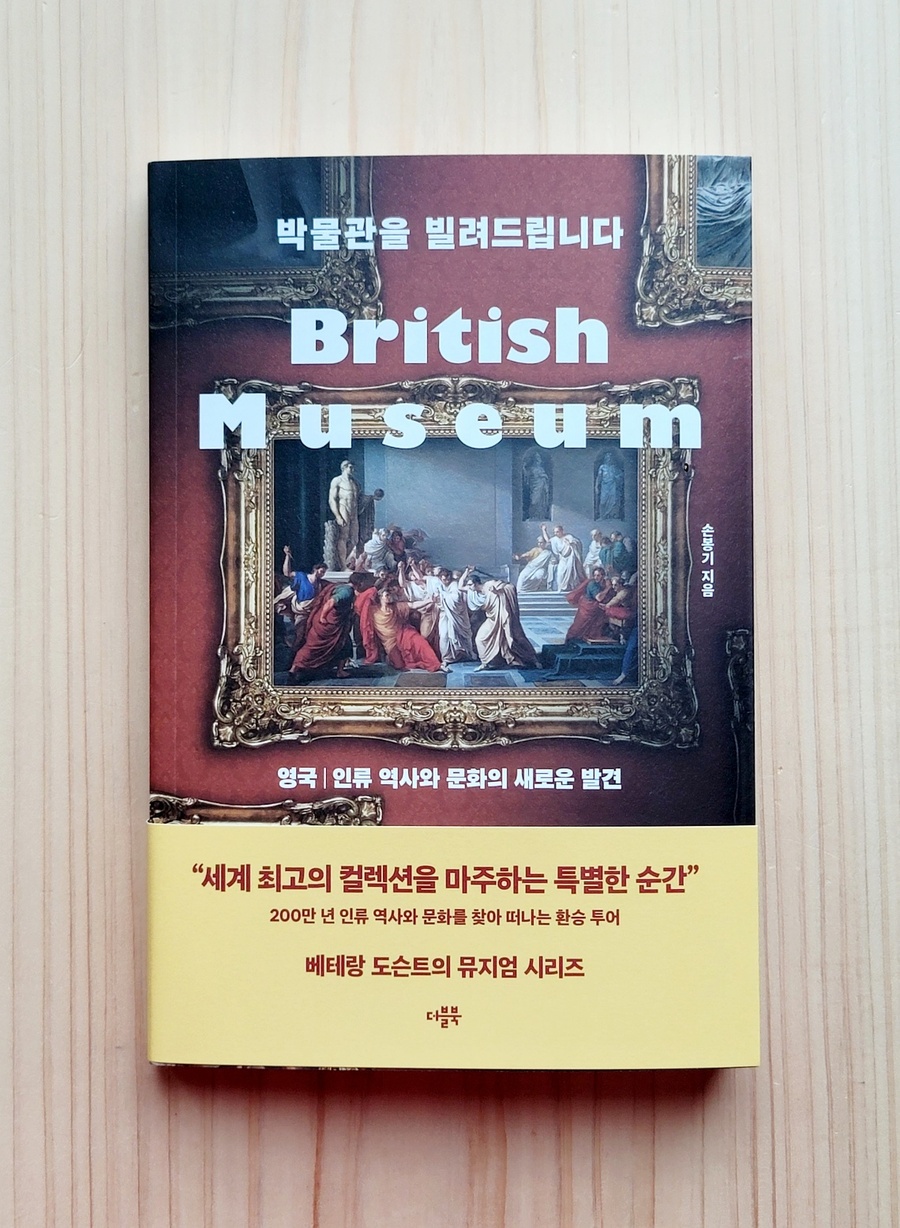 박물관을 빌려드립니다
British
Museum
손봉기 지음
영국 | 인류 역사와 문화의 새로운 발견
“세계 최고의 컬렉션을 마주하는 특별한 순간”
200만 년 인류 역사와 문화를 찾아 떠나는 환승 투어
베테랑 도슨트의 뮤지엄 시리즈
더블북